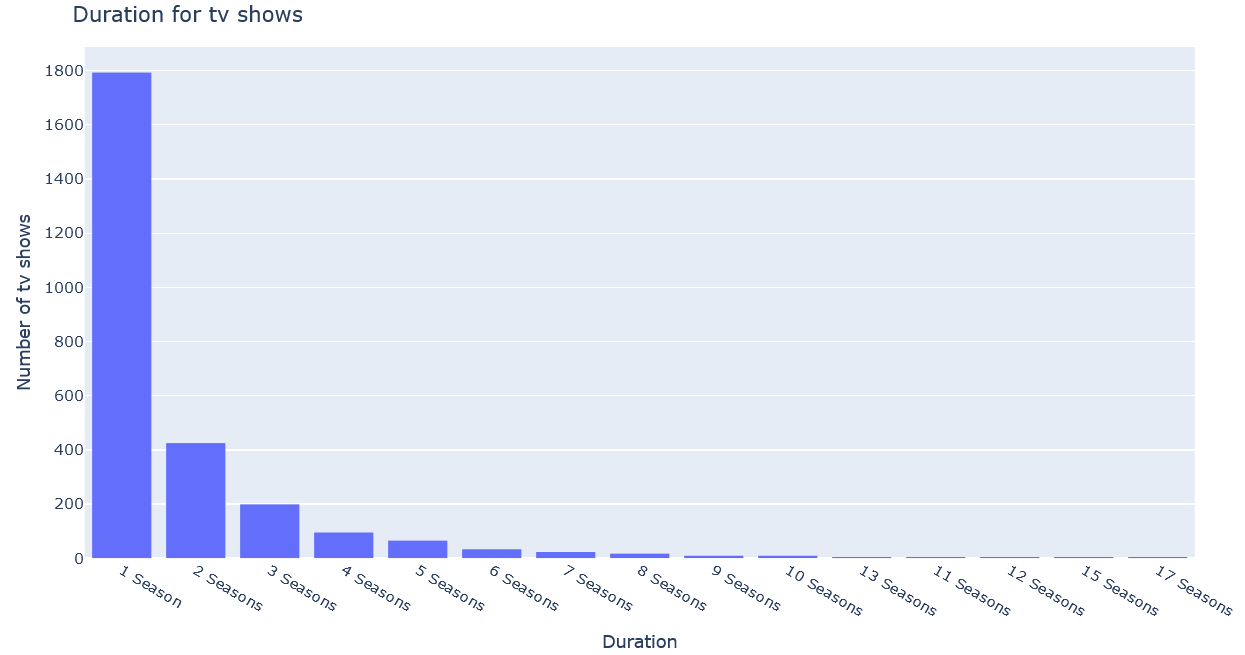 Duration for tv shows
Number of tv shows
1800
1600
1400
1200
1000
800
600
400
200
0
1 Season
2 Seasons
3 Seasons
4 Seasons
5 Seasons
6 Seasons
7 Seasons
8 Seasons
9 Seasons
10 Seasons
13 Seasons
11 Seasons
12 Seasons
15 Seasons
17 Seasons
Duration